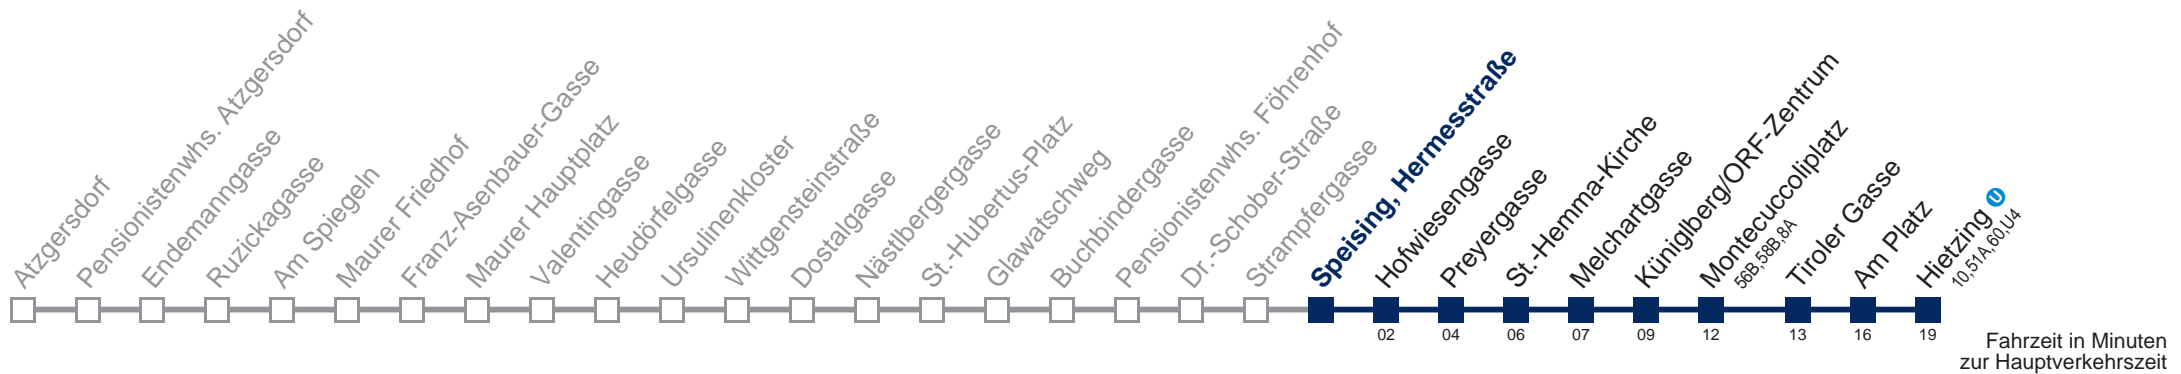 Atzgersdorf
Pensionistenwhs. Atzgersdorf
Endemanngasse
Ruzickagasse
Am Spiegeln
Maurer Friedhof
Franz-Asenbauer-Gasse
Maurer Hauptplatz
Valentingasse
Heudörfelgasse
Ursulinenkloster
Wittgensteinstraße
Dostalgasse
Nästlbergergasse
St.-Hubertus-Platz
Glawatschweg
Buchbindergasse
Pensionistenwhs. Föhrenhof
Dr.-Schober-Straße
Strampfergasse
Speising, Hermesstraße
Hofwiesengasse
Preyergasse
St.-Hemma-Kirche
Melchartgasse
Küniglberg/ORF-Zentrum
Montecuccoliplatz
56B,58B,8A
Tiroler Gasse
Am Platz
Hietzing U
10,51A,60,U4
02 04 06 07 09 12 13 16 19
Fahrzeit in Minuten
zur Hauptverkehrszeit